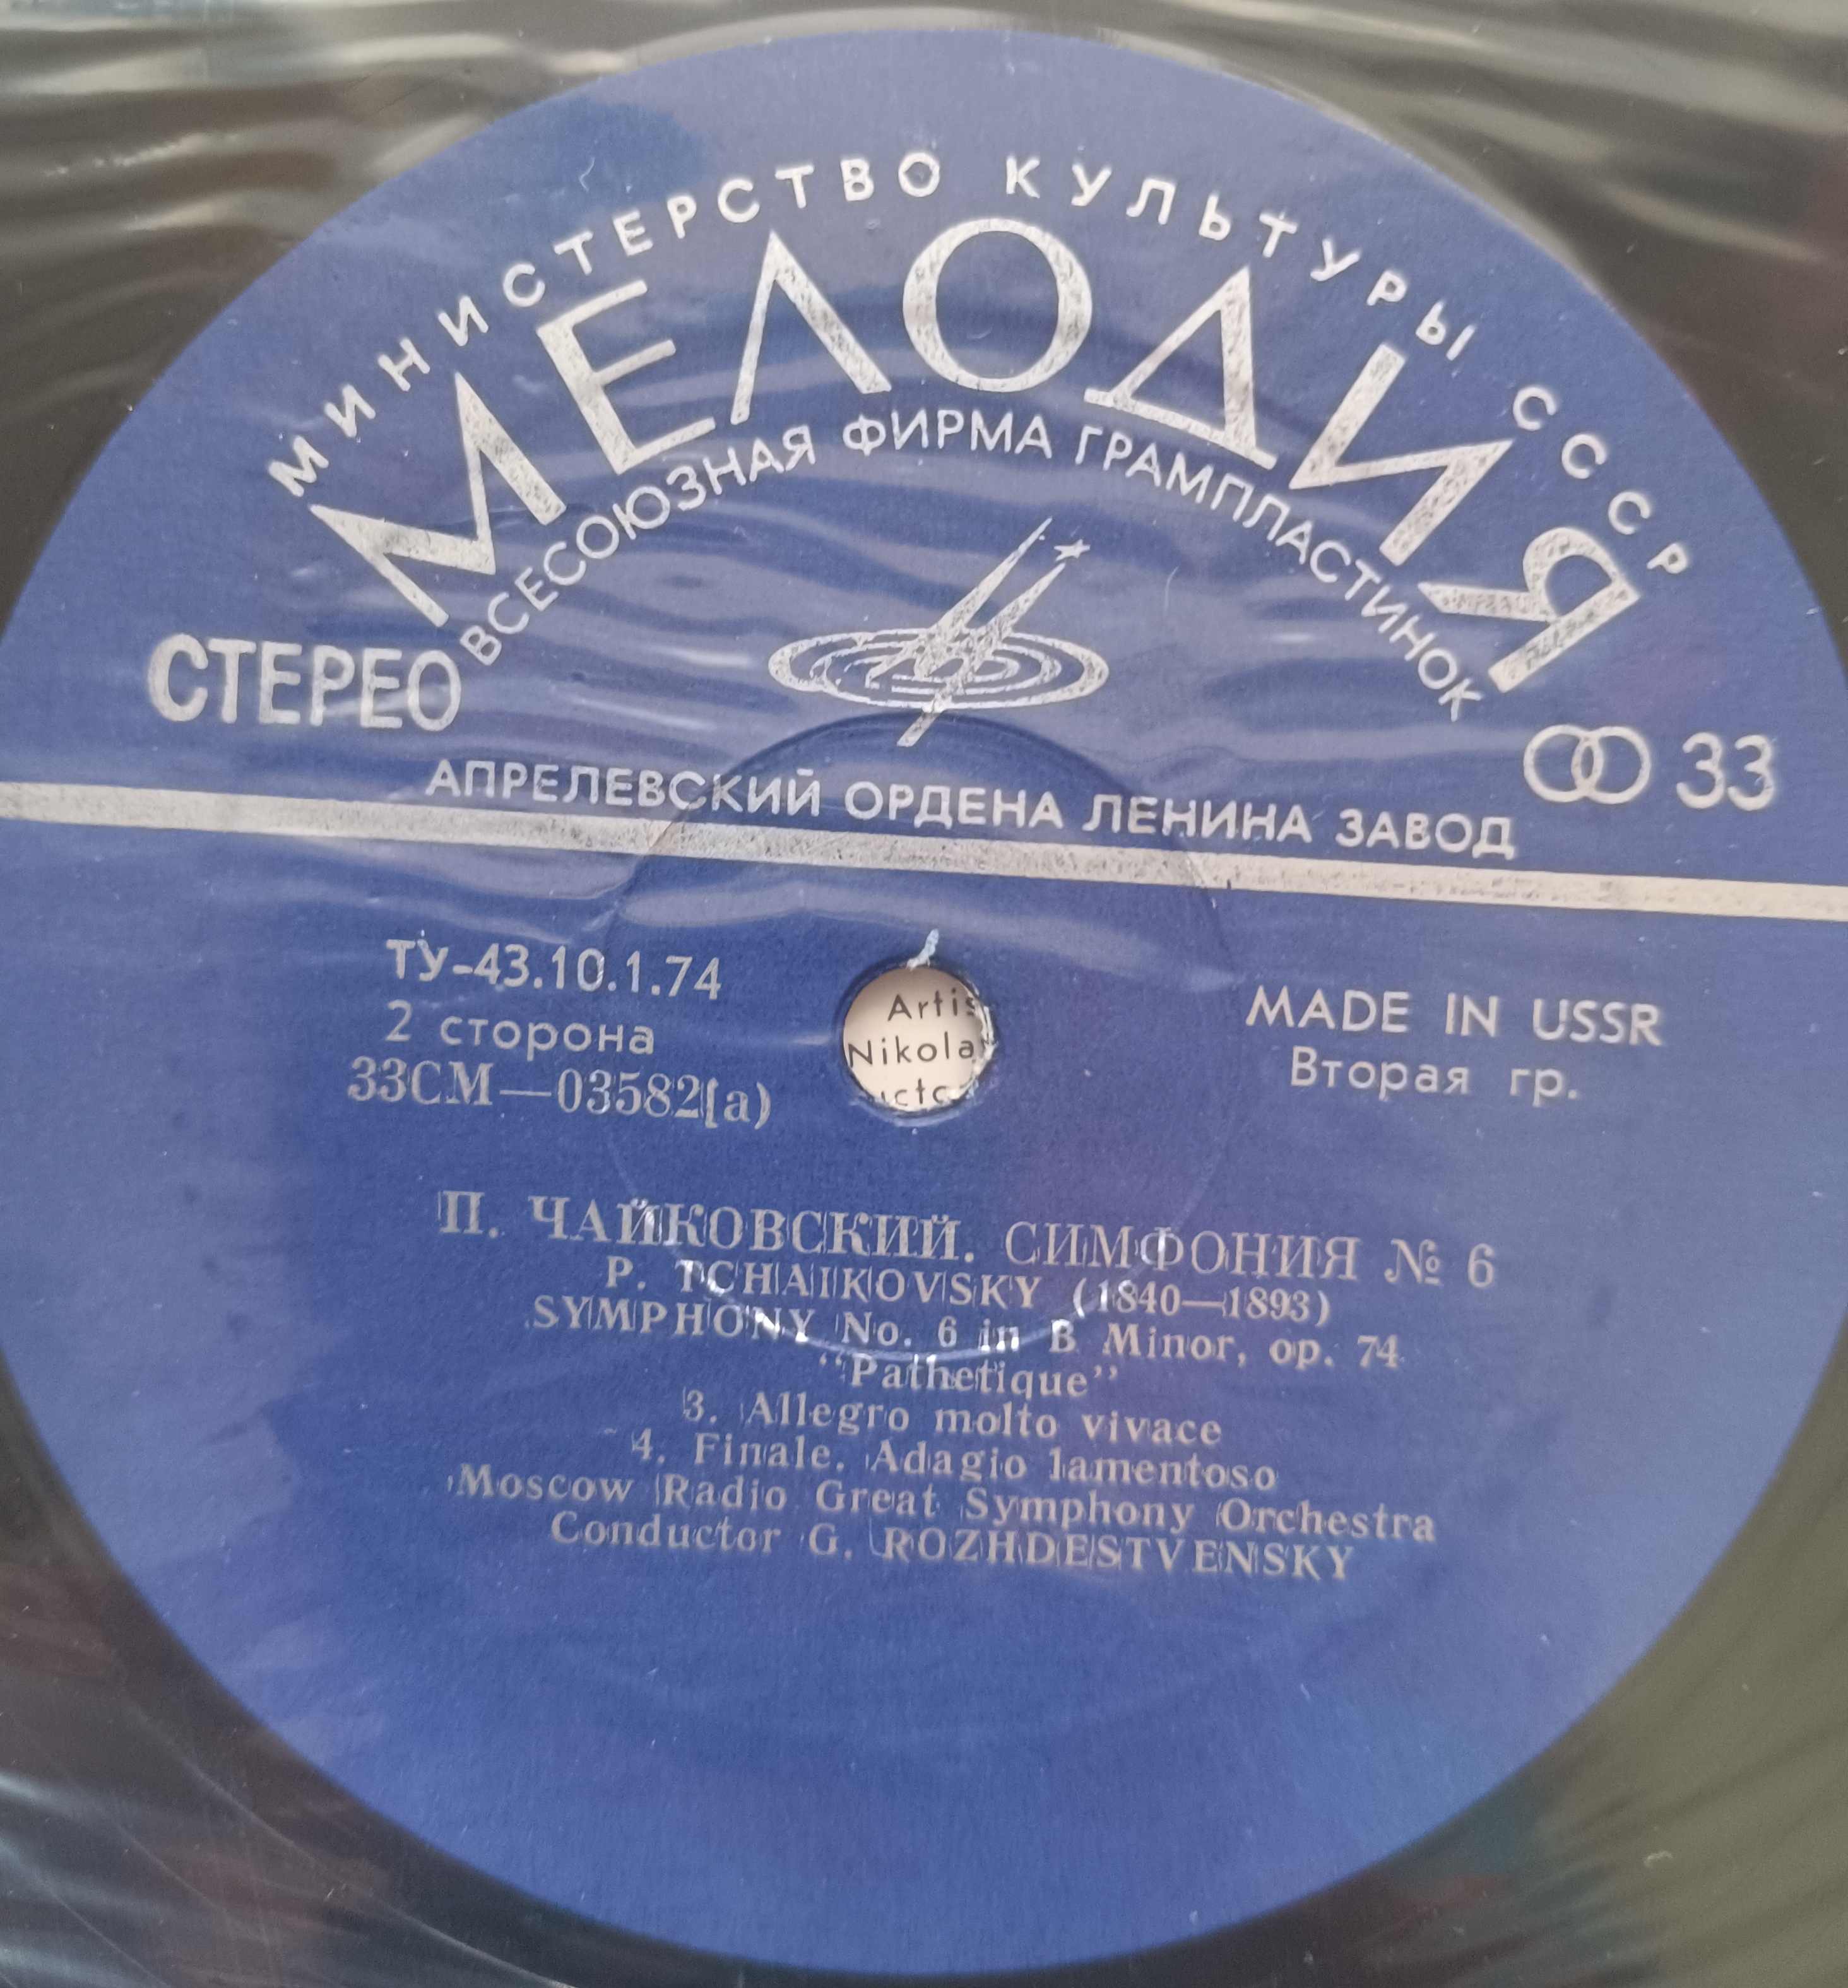 МИНИСТЕРСТВО КУЛЬТУРЫ СССР
МЕЛОДИЯ
ВСЕСОЮЗНАЯ ФИРМА ГРАМПЛАСТИНОК
СТЕРЕО
33
АПРЕЛЕВСКИЙ ОРДЕНА ЛЕНИНА ЗАВОД
ТУ-43.10.1.74
2 сторона
33СМ—03582(а)
Artis
Nikola
MADE IN USSR
Вторая гр.
П. ЧАЙКОВСКИЙ. СИМФОНИЯ № 6
P. TCHAIKOVSKY (1840—1893)
SYMPHONY No. 6 in B Minor, op. 74
“Pathetique”
3. Allegro molto vivace
4. Finale. Adagio lamentoso
Moscow Radio Great Symphony Orchestra
Conductor G. ROZHDESTVENSKY